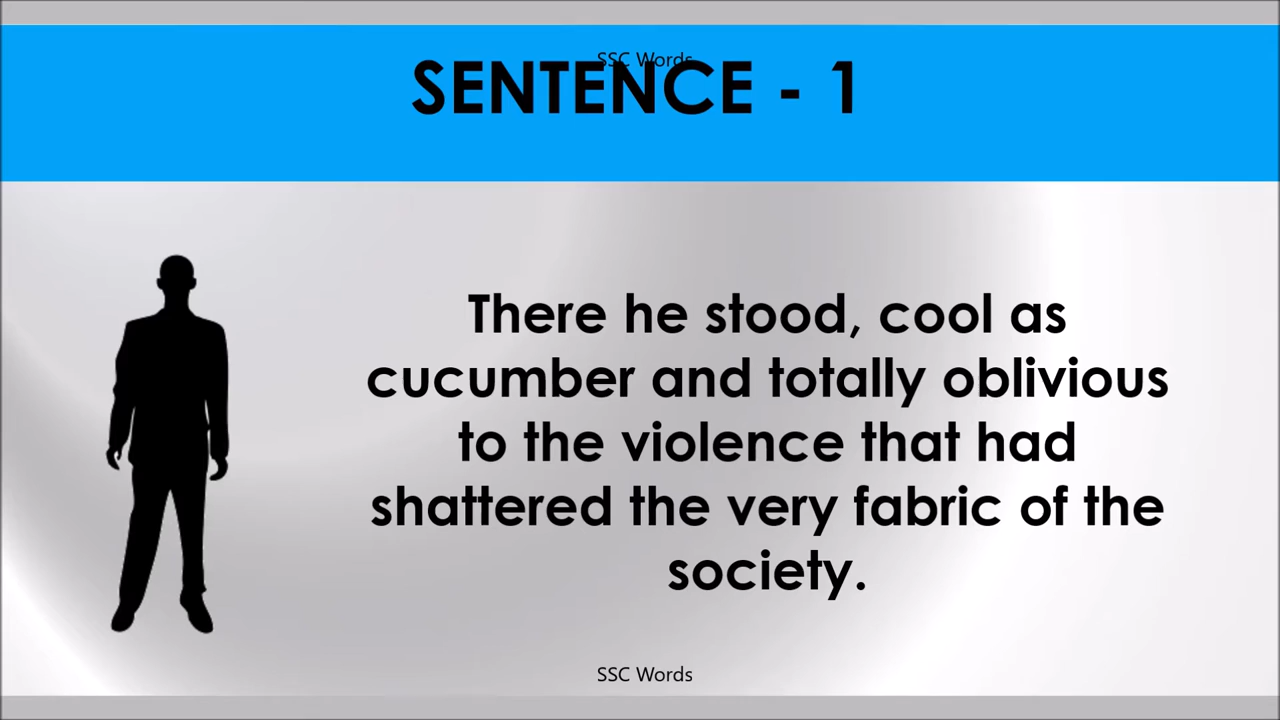 SSC Words
SENTENCE - 1
There he stood, cool as
cucumber and totally oblivious
to the violence that had
shattered the very fabric of the
society.
SSC Words